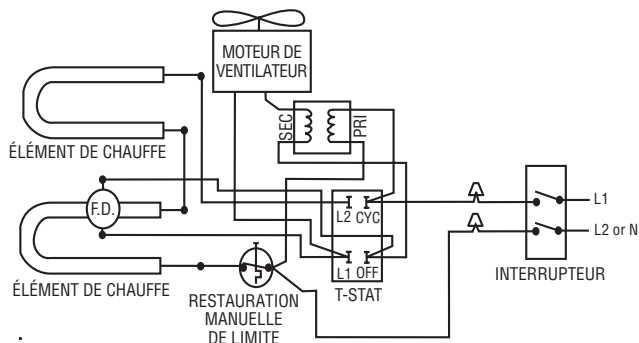 MOTEUR DE
VENTILATEUR
SEC
PRI
ÉLÉMENT DE CHAUFFE
F.D.
L2 CYC
L1
L2 or N
L1 OFF
INTERRUPTEUR
ÉLÉMENT DE CHAUFFE
T-STAT
RESTAURATION
MANUELLE
DE LIMITE